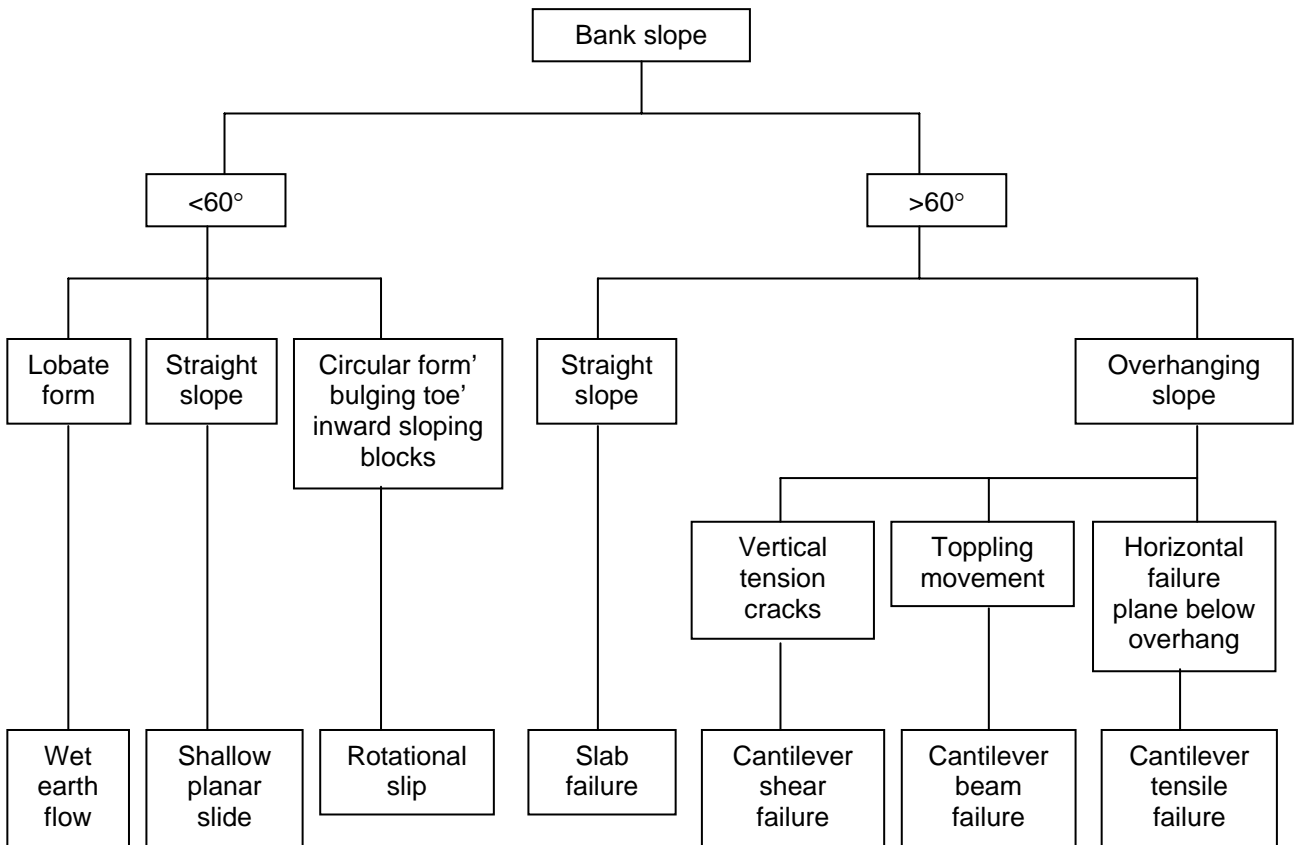 Bank slope
<60°
>60°
Lobate
form
Straight
slope
Circular form’
bulging toe’
inward sloping
blocks
Straight
slope
Overhanging
slope
Vertical
tension
cracks
Toppling
movement
Horizontal
failure
plane below
overhang
Wet
earth
flow
Shallow
planar
slide
Rotational
slip
Slab
failure
Cantilever
shear
failure
Cantilever
beam
failure
Cantilever
tensile
failure